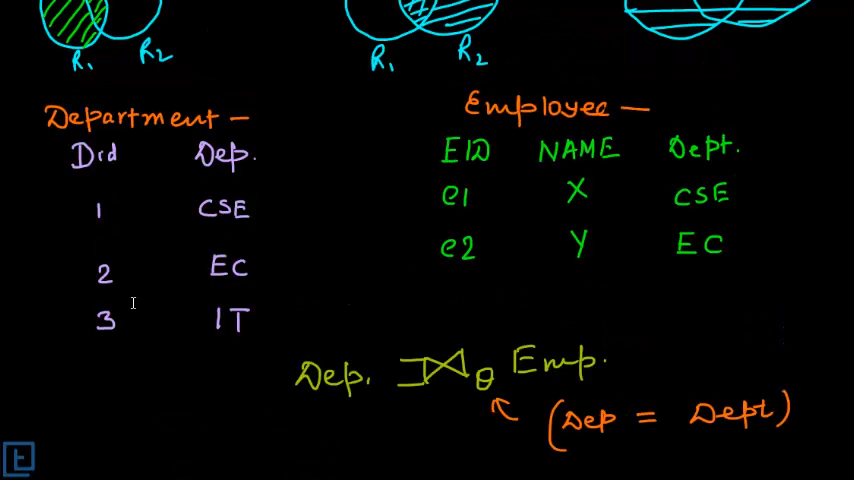 R1 R2 R1 R2
Department —
Did Dep.
1 CSE
2 EC
3 IT
Employee —
EID NAME Dept.
e1 X CSE
e2 Y EC
Dep. ⟕θ Emp.
(Dep = Dept)